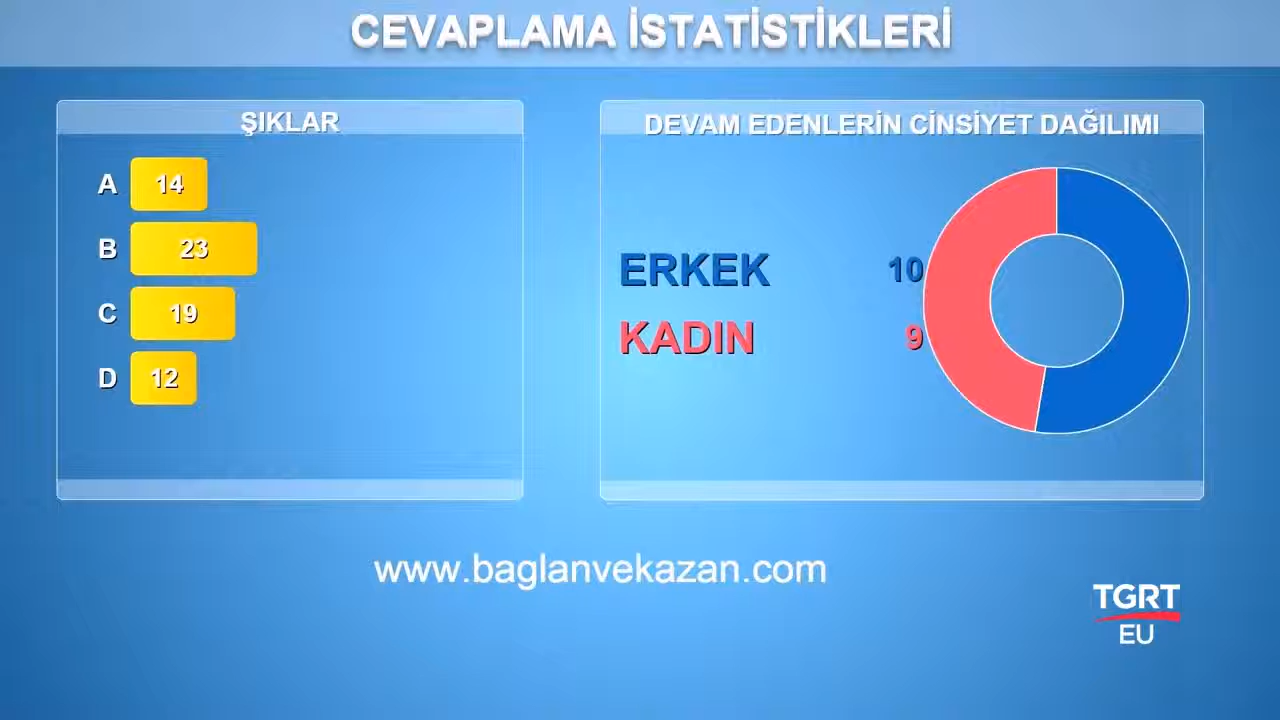 CEVAPLAMA İSTATİSTİKLERİ
ŞIKLAR
A 14
B 23
C 19
D 12
DEVAM EDENLERİN CİNSİYET DAĞILIMI
ERKEK 10
KADIN 9
www.baglanvekazan.com
TGRT
EU